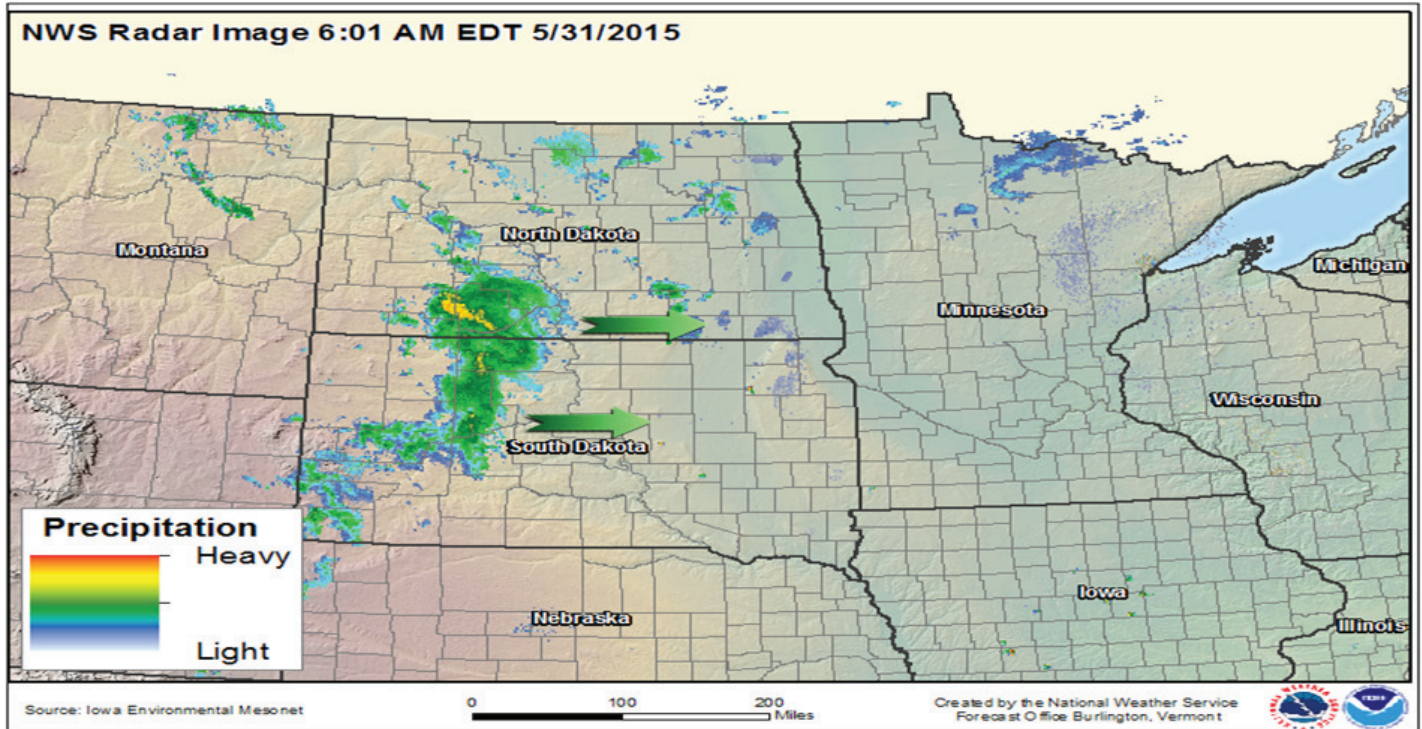 NWS Radar Image 6:01 AM EDT 5/31/2015
Montana
North Dakota
Minnesota
Michigan
Wisconsin
South Dakota
Nebraska
Iowa
Illinois
Precipitation
Heavy
Light
Source: Iowa Environmental Mesonet
0 100 200
Miles
Created by the National Weather Service
Forecast Office Burlington, Vermont